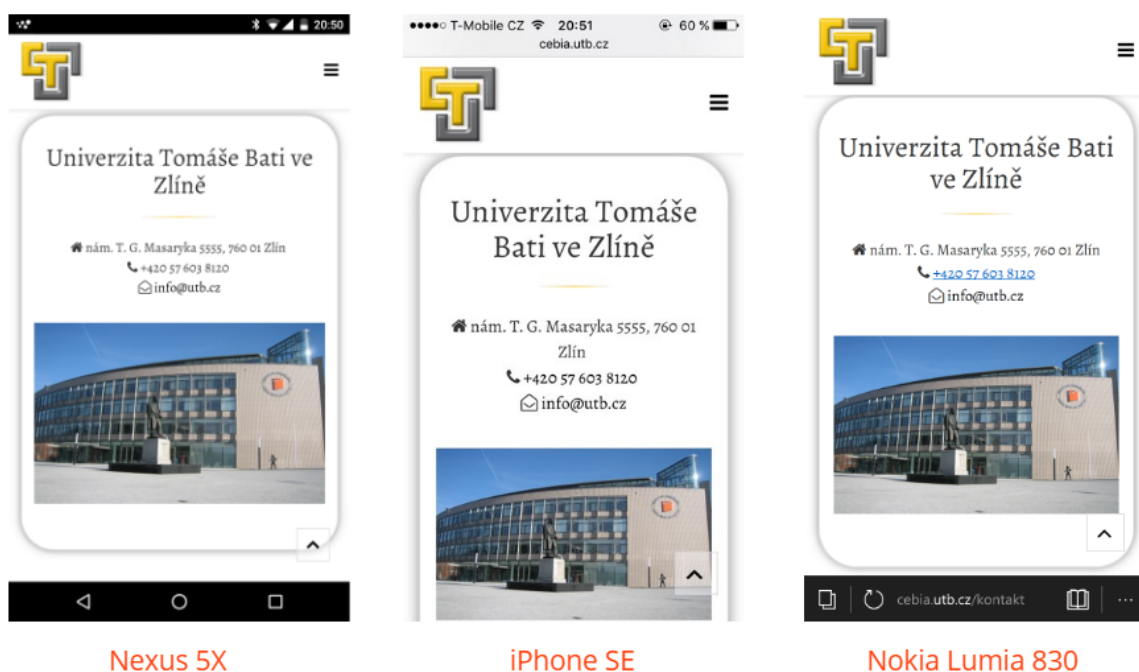 20:50
Univerzita Tomáše Bati ve
Zlíně
nám. T. G. Masaryka 5555, 760 01 Zlín
+420 57 603 8120
info@utb.cz
Nexus 5X
T-Mobile CZ 20:51 60 %
cebia.utb.cz
Univerzita Tomáše
Bati ve Zlíně
nám. T. G. Masaryka 5555, 760 01
Zlín
+420 57 603 8120
info@utb.cz
iPhone SE
Univerzita Tomáše Bati
ve Zlíně
nám. T. G. Masaryka 5555, 760 01 Zlín
+420 57 603 8120
info@utb.cz
cebia.utb.cz/kontakt
Nokia Lumia 830